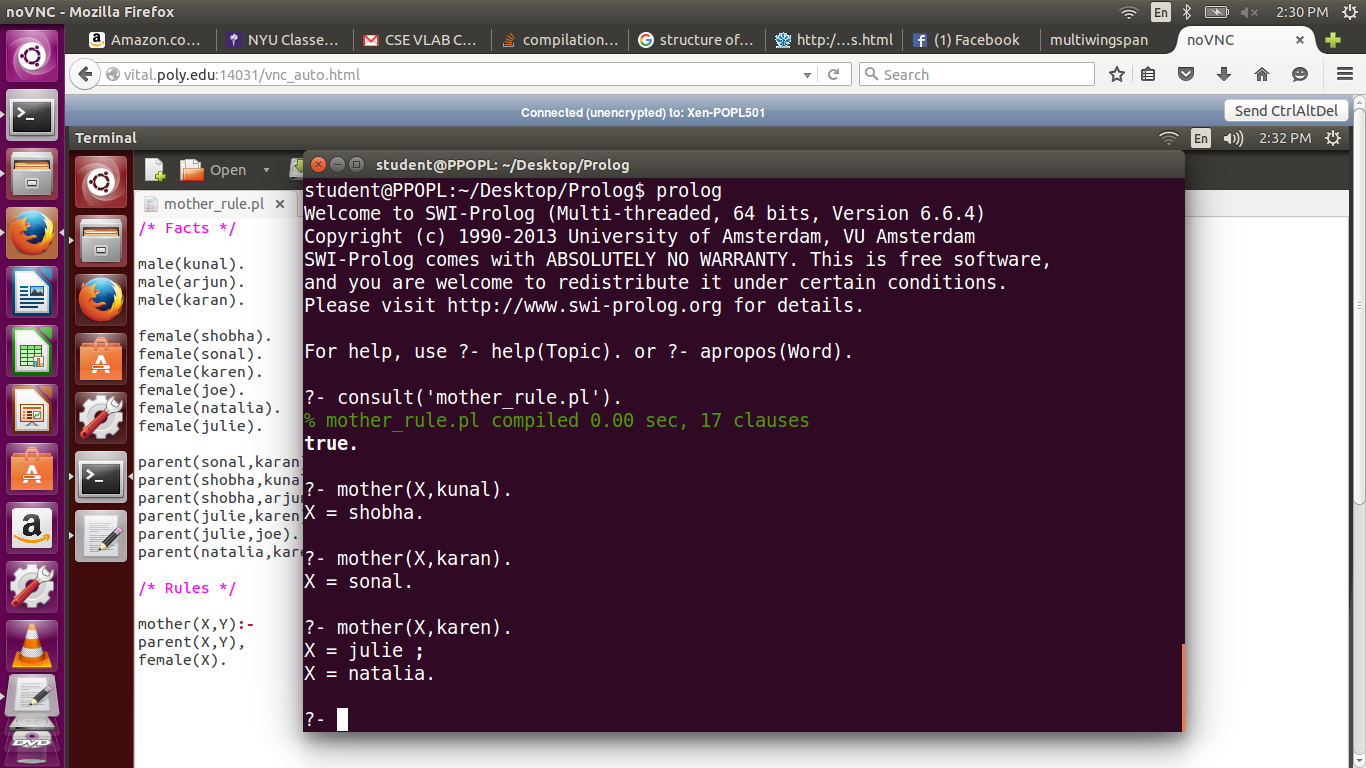 noVNC - Mozilla Firefox
En
2:30 PM
Amazon.co...
NYU Classe...
CSE VLAB C...
compilation...
structure of...
http:/...s.html
(1) Facebook
multiwingspan
noVNC
vital.poly.edu:14031/vnc_auto.html
Search
Connected (unencrypted) to: Xen-POPL501
Send CtrlAltDel
Terminal
En
2:32 PM
Open
mother_rule.pl
/* Facts */
male(kunal).
male(arjun).
male(karan).
female(shobha).
female(sonal).
female(karen).
female(joe).
female(natalia).
female(julie).
parent(sonal,karan)
parent(shobha,kuna
parent(shobha,arju
parent(julie,karen)
parent(julie,joe).
parent(natalia,kare
/* Rules */
mother(X,Y):-
parent(X,Y),
female(X).
student@PPOPL: ~/Desktop/Prolog
student@PPOPL:~/Desktop/Prolog$ prolog
Welcome to SWI-Prolog (Multi-threaded, 64 bits, Version 6.6.4)
Copyright (c) 1990-2013 University of Amsterdam, VU Amsterdam
SWI-Prolog comes with ABSOLUTELY NO WARRANTY. This is free software,
and you are welcome to redistribute it under certain conditions.
Please visit http://www.swi-prolog.org for details.
For help, use ?- help(Topic). or ?- apropos(Word).
?- consult('mother_rule.pl').
% mother_rule.pl compiled 0.00 sec, 17 clauses
true.
?- mother(X,kunal).
X = shobha.
?- mother(X,karan).
X = sonal.
?- mother(X,karen).
X = julie ;
X = natalia.
?-